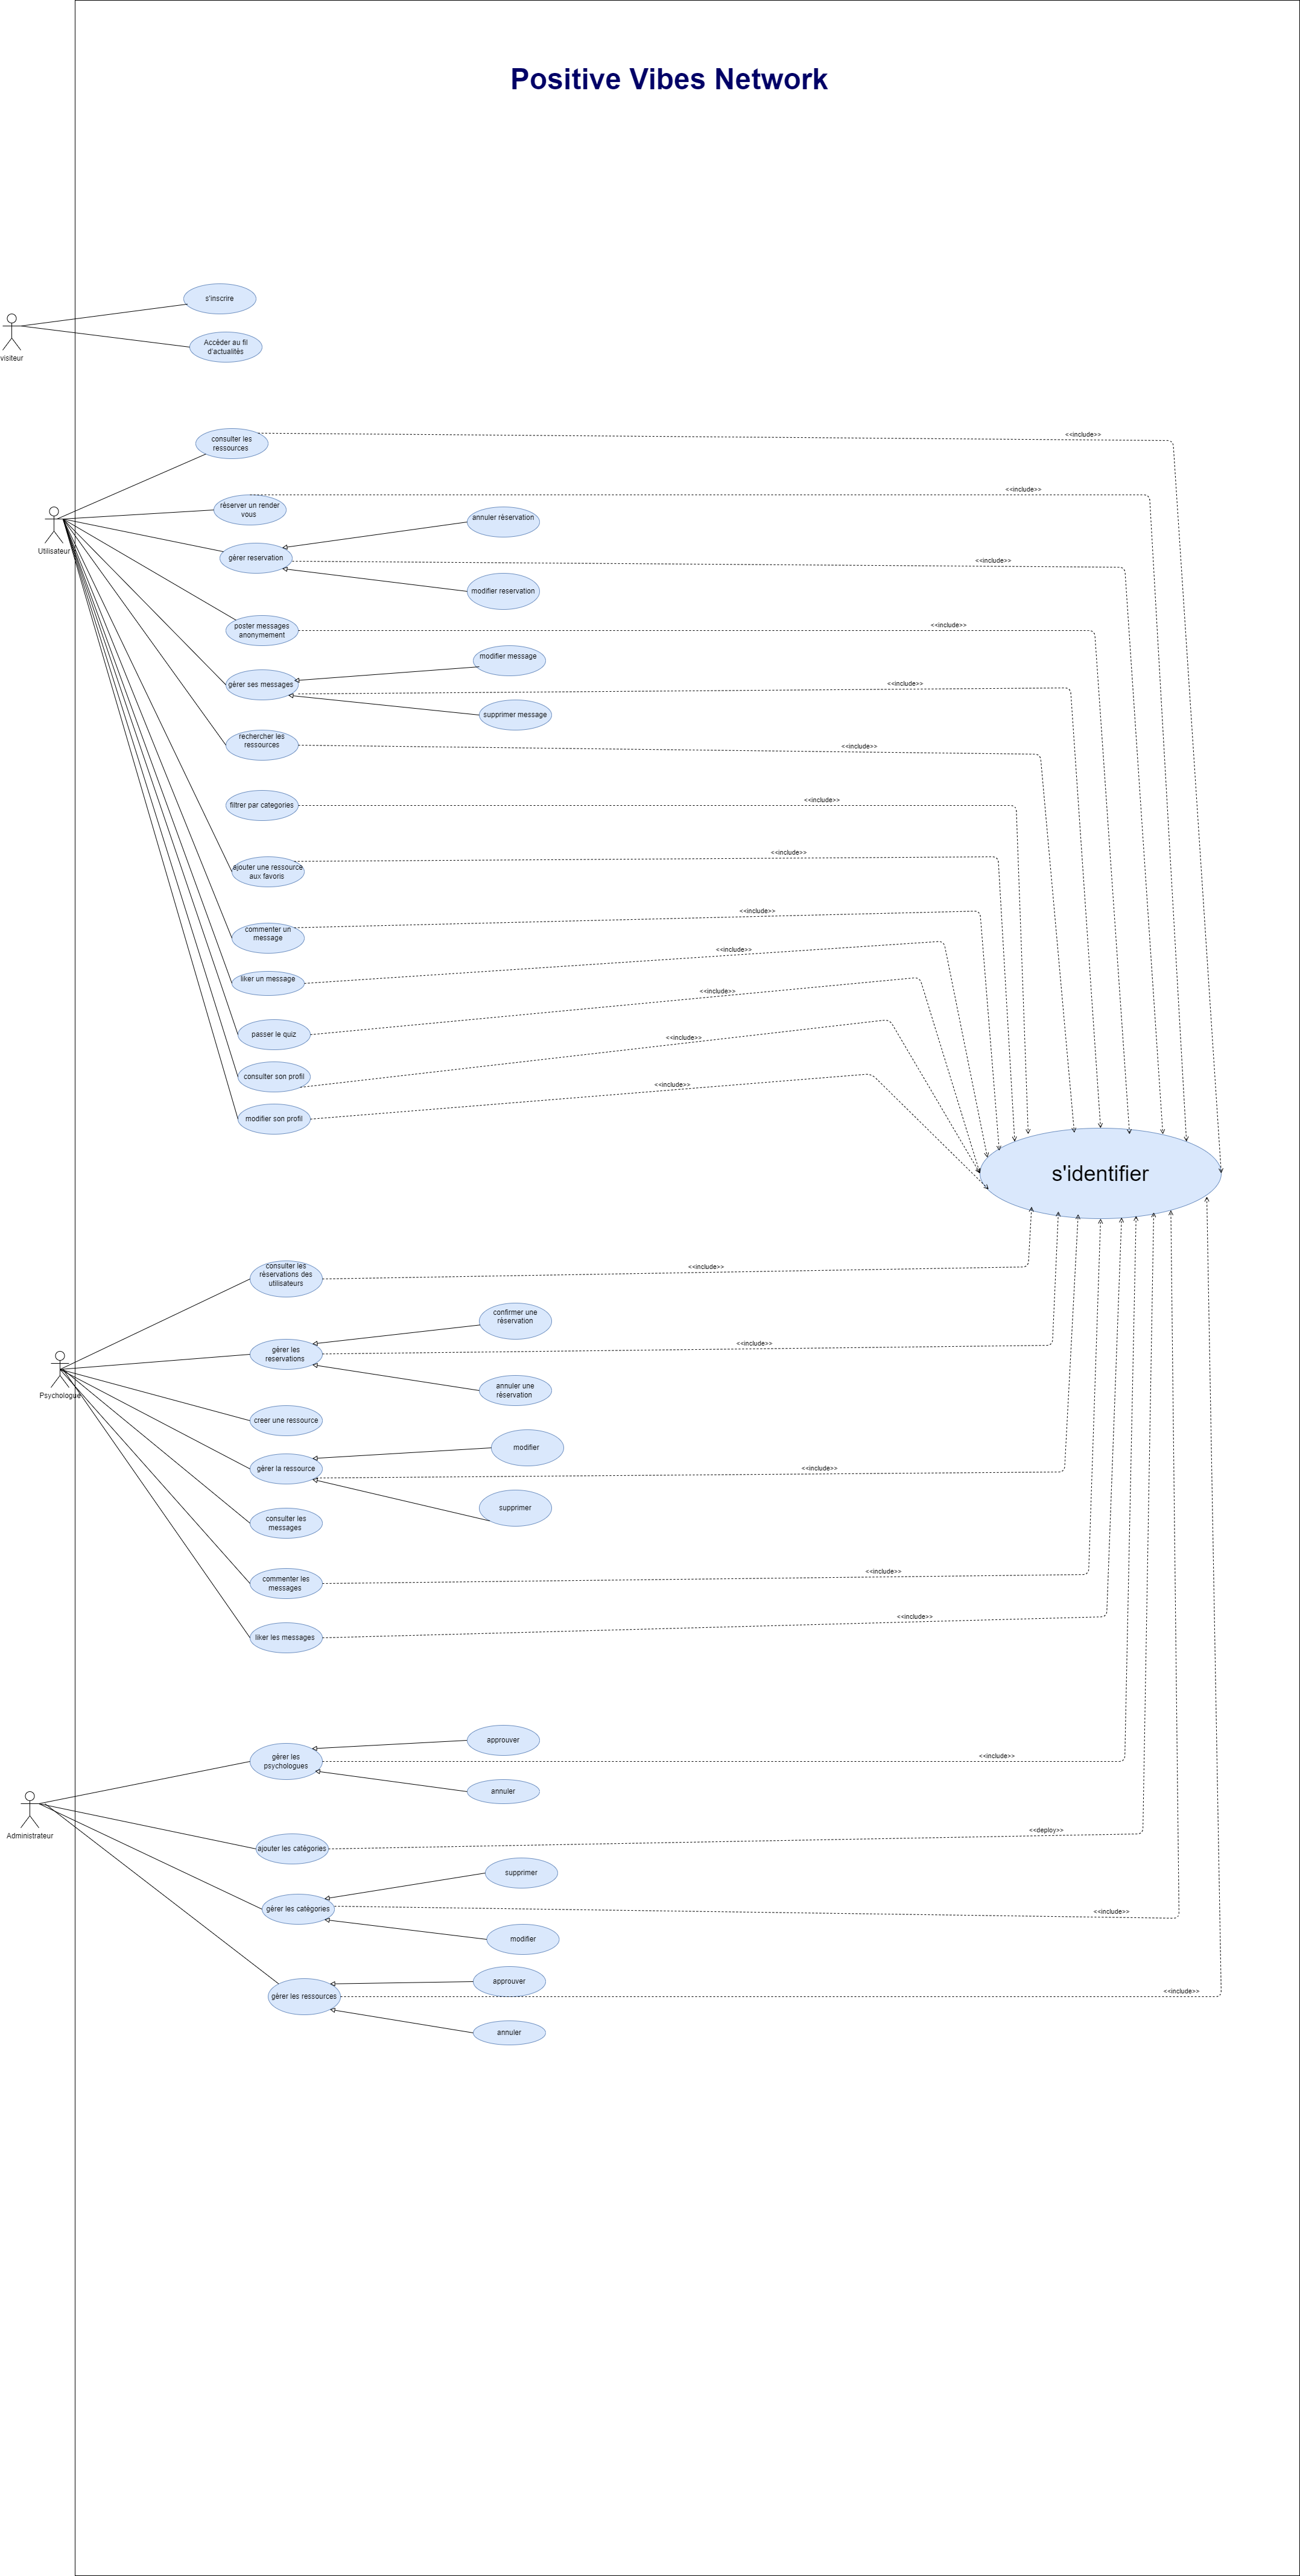 Positive Vibes Network
s'inscrire
Accéder au fil
d'actualités
visiteur
consulter les
ressources
<<include>>
réserver un render
vous
<<include>>
annuler réservation
Utilisateur
gérer reservation
<<include>>
modifier reservation
poster messages
anonymement
<<include>>
modifier message
gérer ses messages
<<include>>
supprimer message
rechercher les
ressources
<<include>>
filtrer par categories
<<include>>
ajouter une ressource
aux favoris
<<include>>
commenter un
message
<<include>>
liker un message
<<include>>
passer le quiz
<<include>>
consulter son profil
<<include>>
modifier son profil
<<include>>
s'identifier
consulter les
réservations des
utilisateurs
<<include>>
confirmer une
réservation
gérer les
reservations
<<include>>
annuler une
réservation
Psychologue
creer une ressource
modifier
gérer la ressource
<<include>>
supprimer
consulter les
messages
commenter les
messages
<<include>>
liker les messages
<<include>>
approuver
gérer les
psychologues
<<include>>
annuler
Administrateur
ajouter les catégories
<<deploy>>
supprimer
gérer les catégories
<<include>>
modifier
approuver
gérer les ressources
<<include>>
annuler